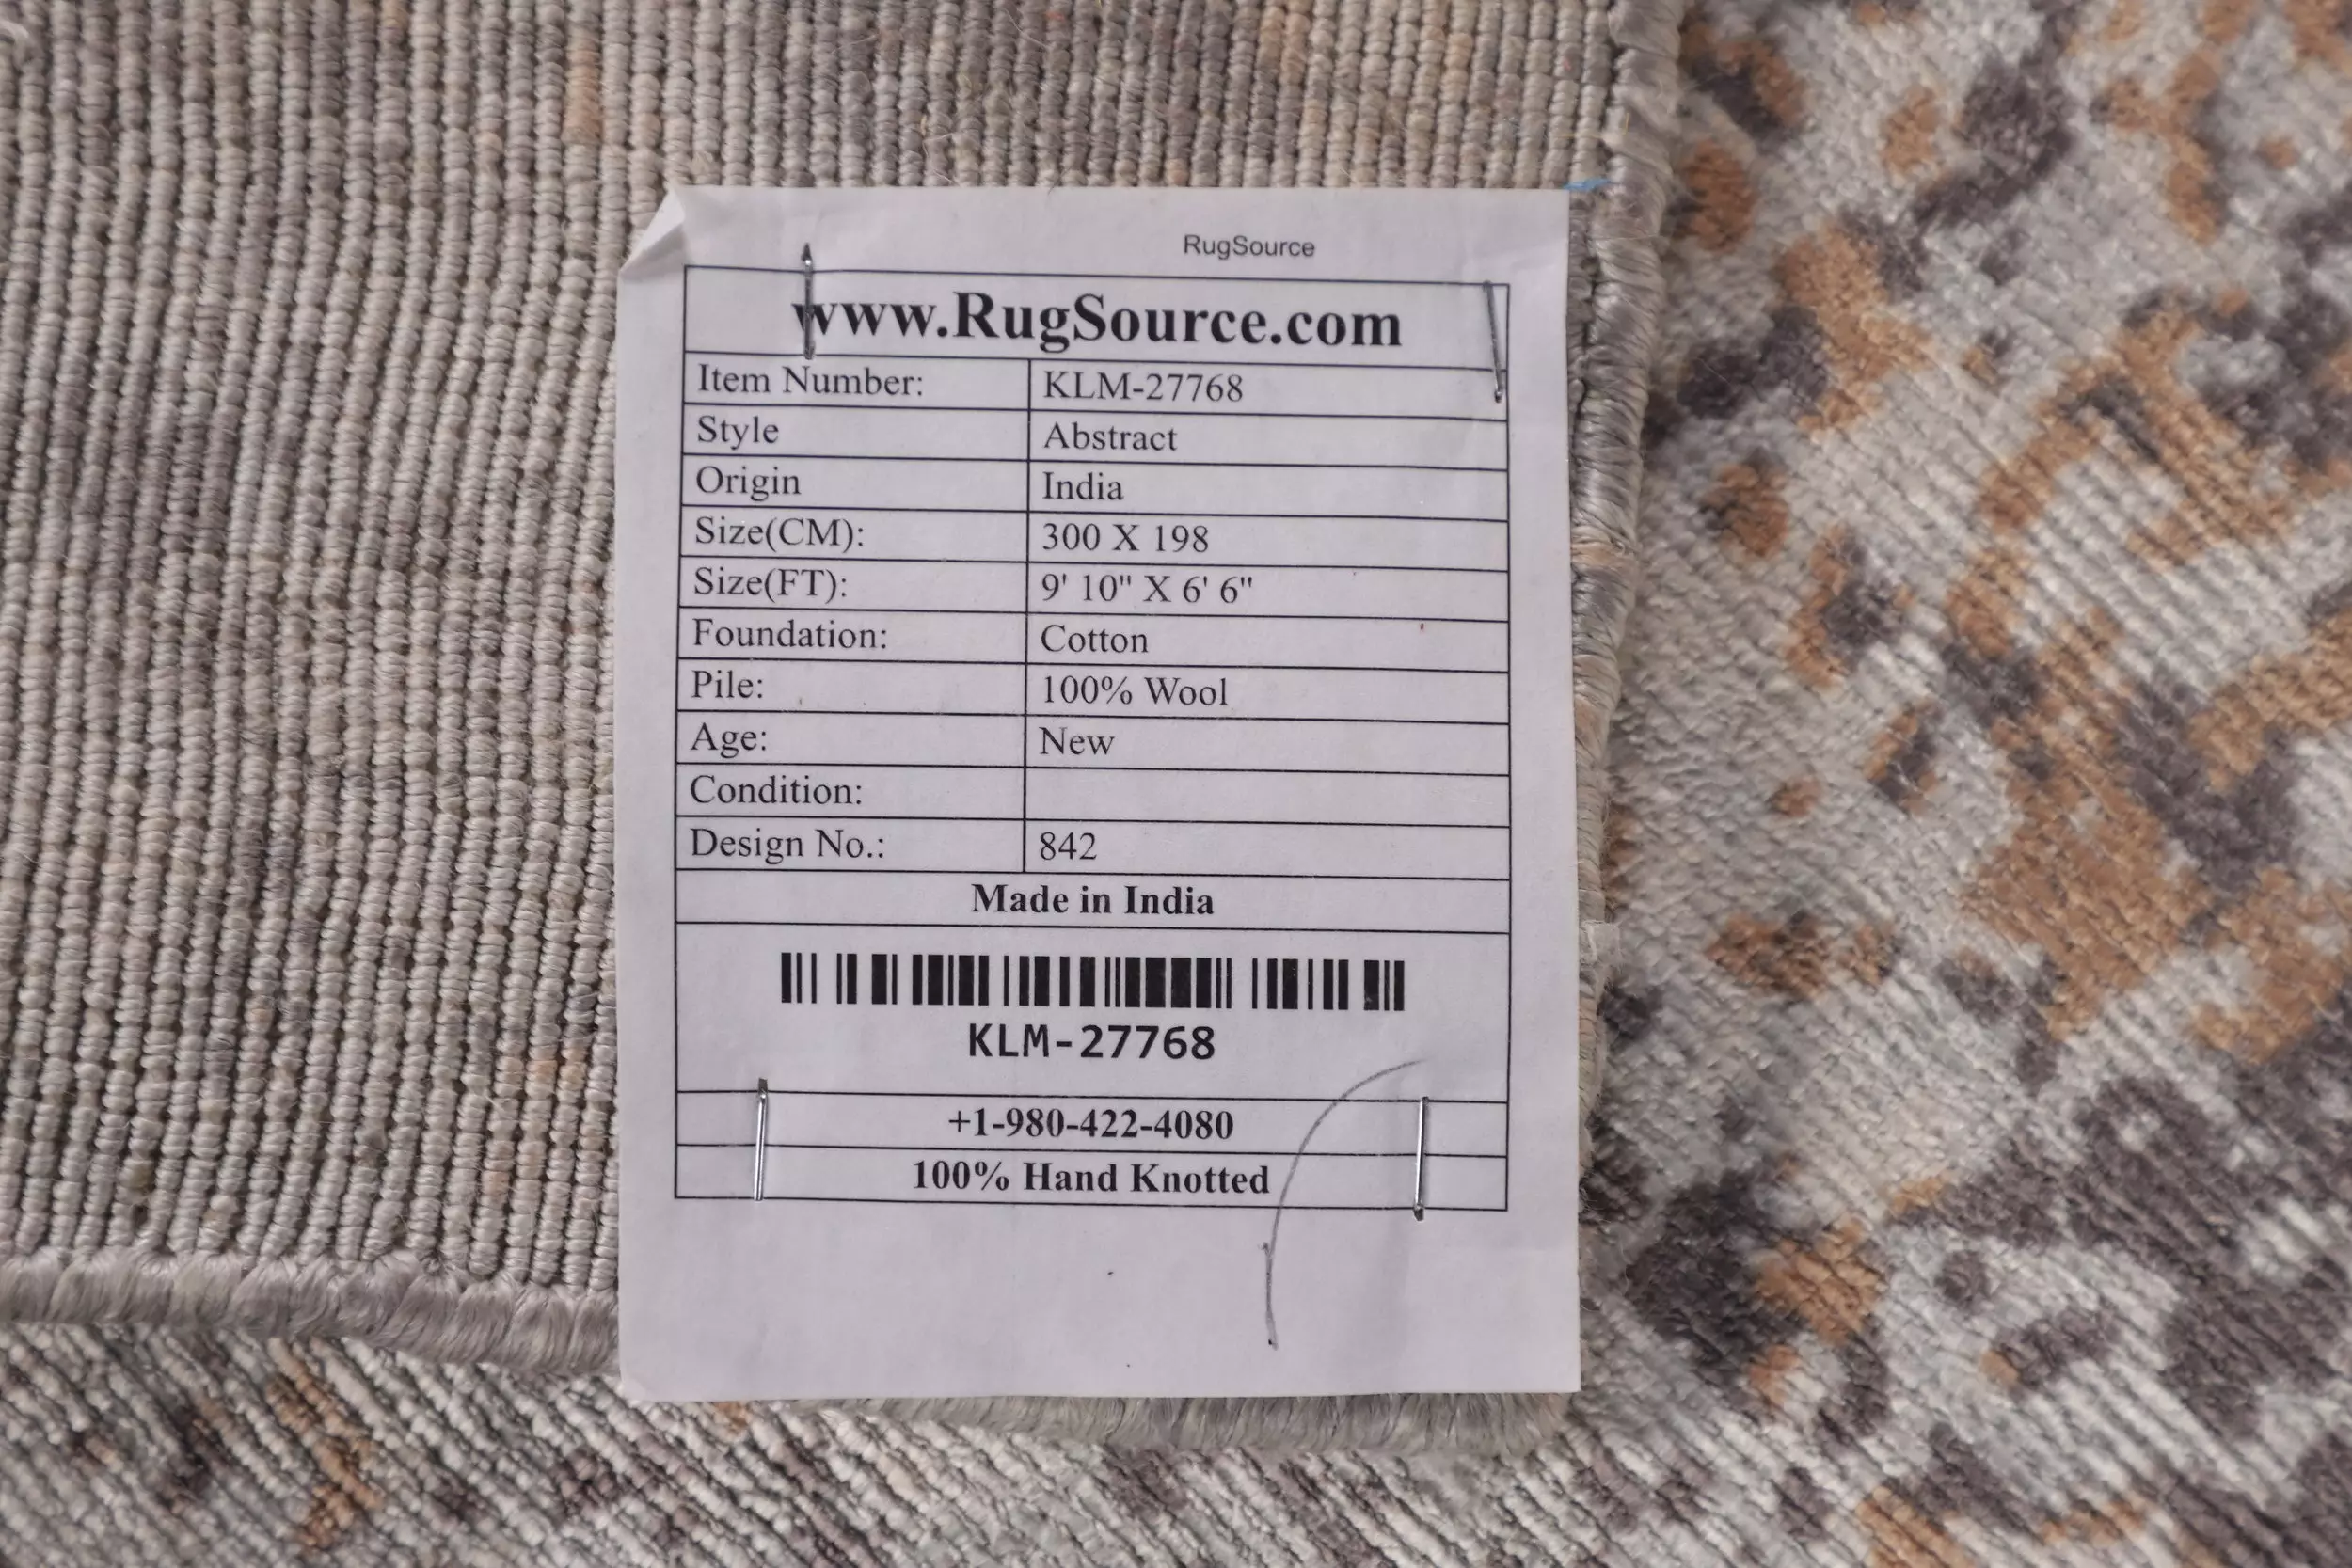 RugSource
www.RugSource.com
Item Number: KLM-27768
Style Abstract
Origin India
Size(CM): 300 X 198
Size(FT): 9' 10" X 6' 6"
Foundation: Cotton
Pile: 100% Wool
Age: New
Condition:
Design No.: 842
Made in India
KLM-27768
+1-980-422-4080
100% Hand Knotted